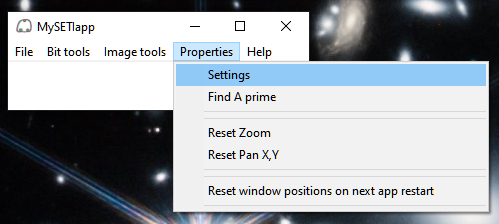 MySETIapp
File Bit tools Image tools Properties Help
Settings
Find A prime
Reset Zoom
Reset Pan X,Y
Reset window positions on next app restart